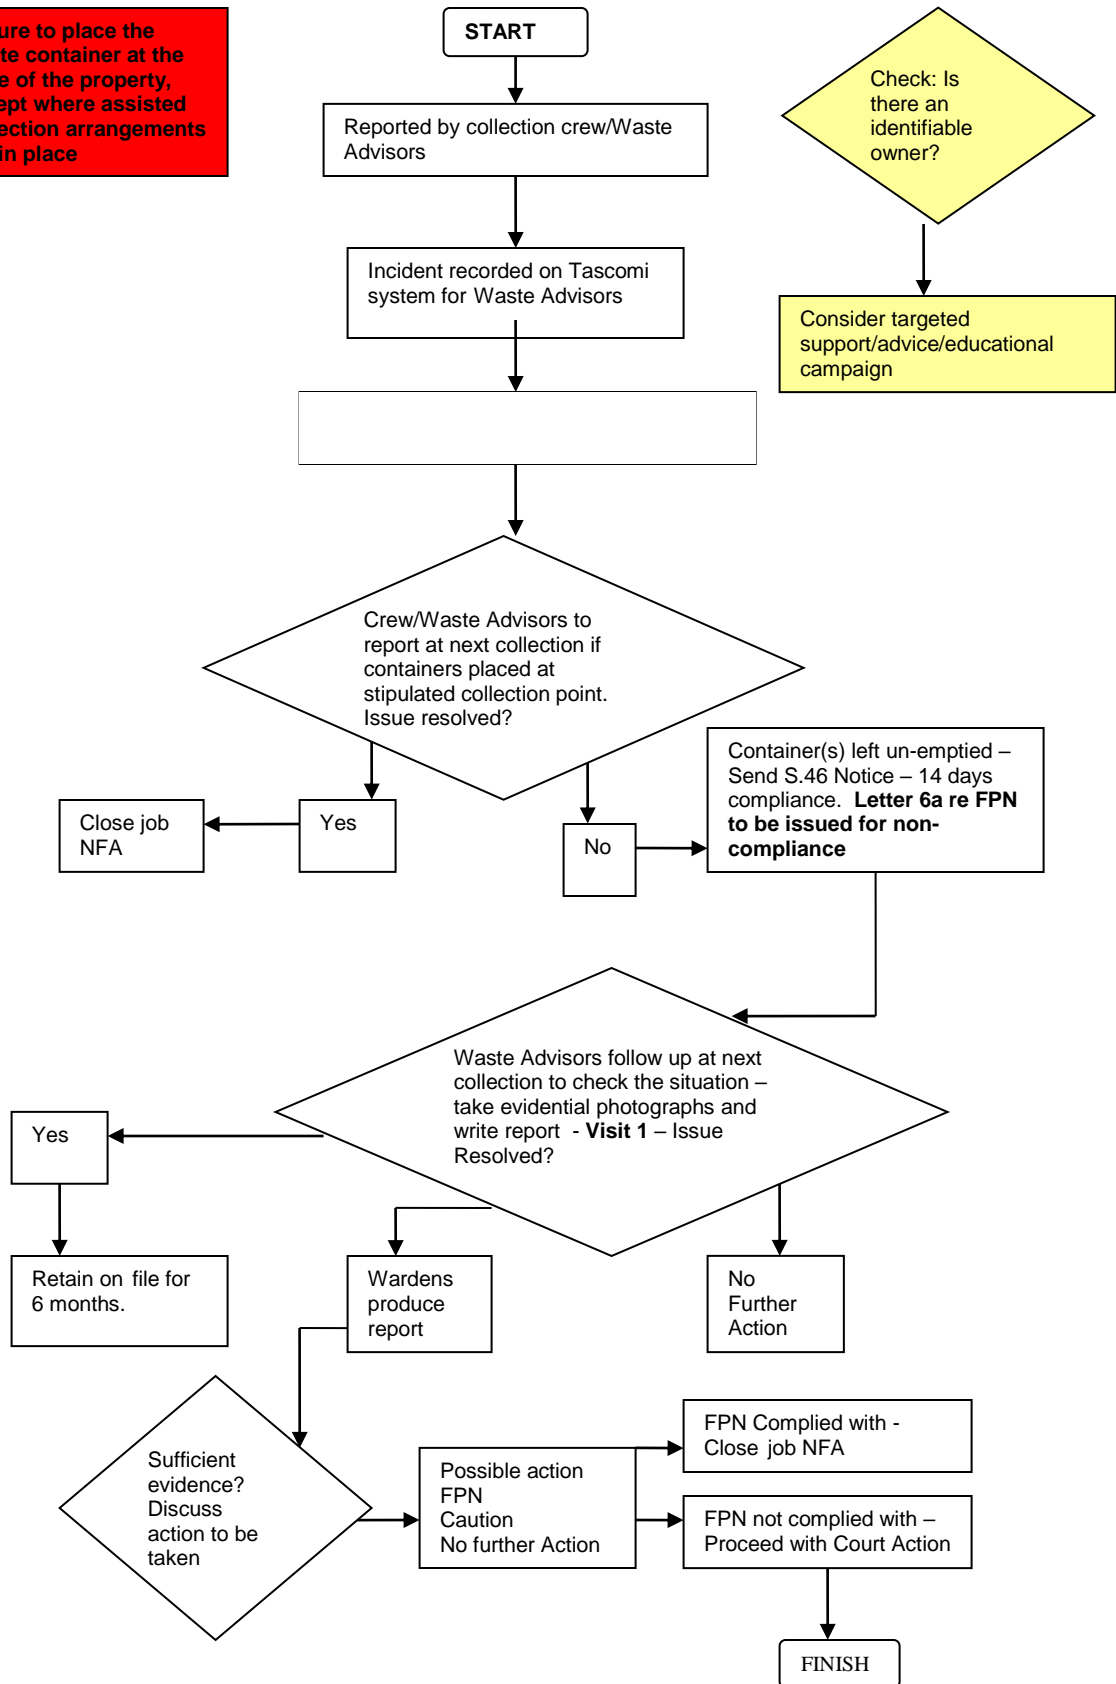 to place the
container at the
of the property,
where assisted
arrangements
in place
START
Check: Is
there an
identifiable
owner?
Reported by collection crew/Waste
Advisors
Incident recorded on Tascomi
system for Waste Advisors
Consider targeted
support/advice/educational
campaign
Crew/Waste Advisors to
report at next collection if
containers placed at
stipulated collection point.
Issue resolved?
Container(s) left un-emptied –
Send S.46 Notice – 14 days
compliance. Letter 6a re FPN
to be issued for non-
compliance
Close job
NFA
Yes
No
Waste Advisors follow up at next
collection to check the situation –
take evidential photographs and
write report - Visit 1 – Issue
Resolved?
Yes
Retain on file for
6 months.
Wardens
produce
report
No
Further
Action
Sufficient
evidence?
Discuss
action to be
taken
Possible action
FPN
Caution
No further Action
FPN Complied with -
Close job NFA
FPN not complied with –
Proceed with Court Action
FINISH